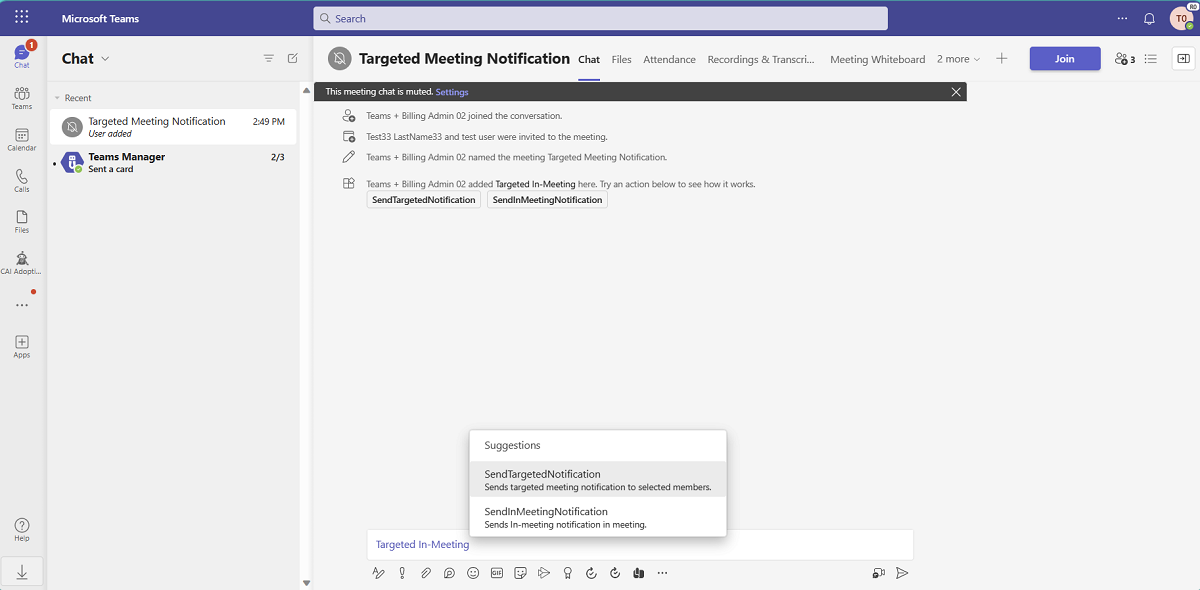 Microsoft Teams
Search
TO
RO
1
Chat
Teams
Calendar
Calls
Files
CAI Adopti...
Apps
Help
Chat
Recent
Targeted Meeting Notification 2:49 PM
User added
Teams Manager 2/3
Sent a card
Targeted Meeting Notification Chat Files Attendance Recordings & Transcri... Meeting Whiteboard 2 more Join 3
This meeting chat is muted. Settings
Teams + Billing Admin 02 joined the conversation.
Test33 LastName33 and test user were invited to the meeting.
Teams + Billing Admin 02 named the meeting Targeted Meeting Notification.
Teams + Billing Admin 02 added Targeted In-Meeting here. Try an action below to see how it works.
SendTargetedNotification SendInMeetingNotification
Suggestions
SendTargetedNotification
Sends targeted meeting notification to selected members.
SendInMeetingNotification
Sends In-meeting notification in meeting.
Targeted In-Meeting
GIF